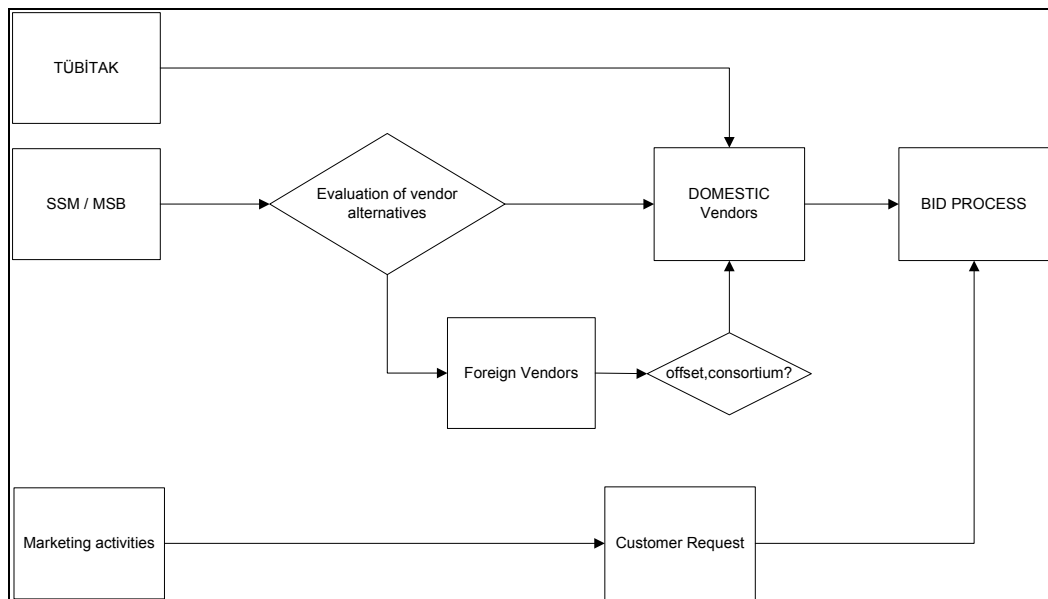 TÜBİTAK
SSM / MSB
Evaluation of vendor
alternatives
DOMESTIC
Vendors
BID PROCESS
Foreign Vendors
offset,consortium?
Marketing activities
Customer Request